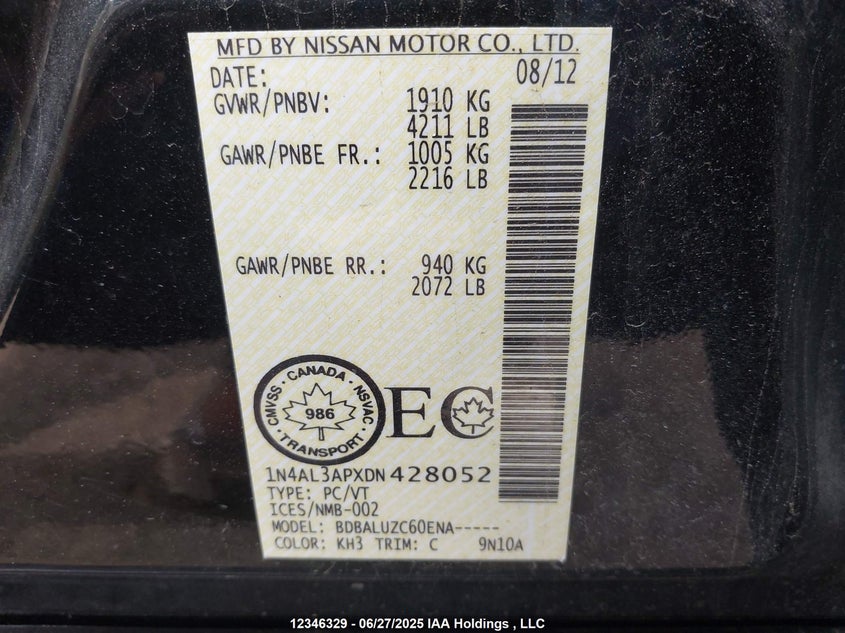 MFD BY NISSAN MOTOR CO., LTD.
DATE: 08/12
GVWR/PNBV: 1910 KG
4211 LB
GAWR/PNBE FR.: 1005 KG
2216 LB
GAWR/PNBE RR.: 940 KG
2072 LB
CMVSS · CANADA · NSVAC
986
· TRANSPORT ·
EC
1N4AL3APXDN428052
TYPE: PC/VT
ICES/NMB-002
MODEL: BDBALUZC60ENA-----
COLOR: KH3 TRIM: C 9N10A
12346329 - 06/27/2025 IAA Holdings , LLC